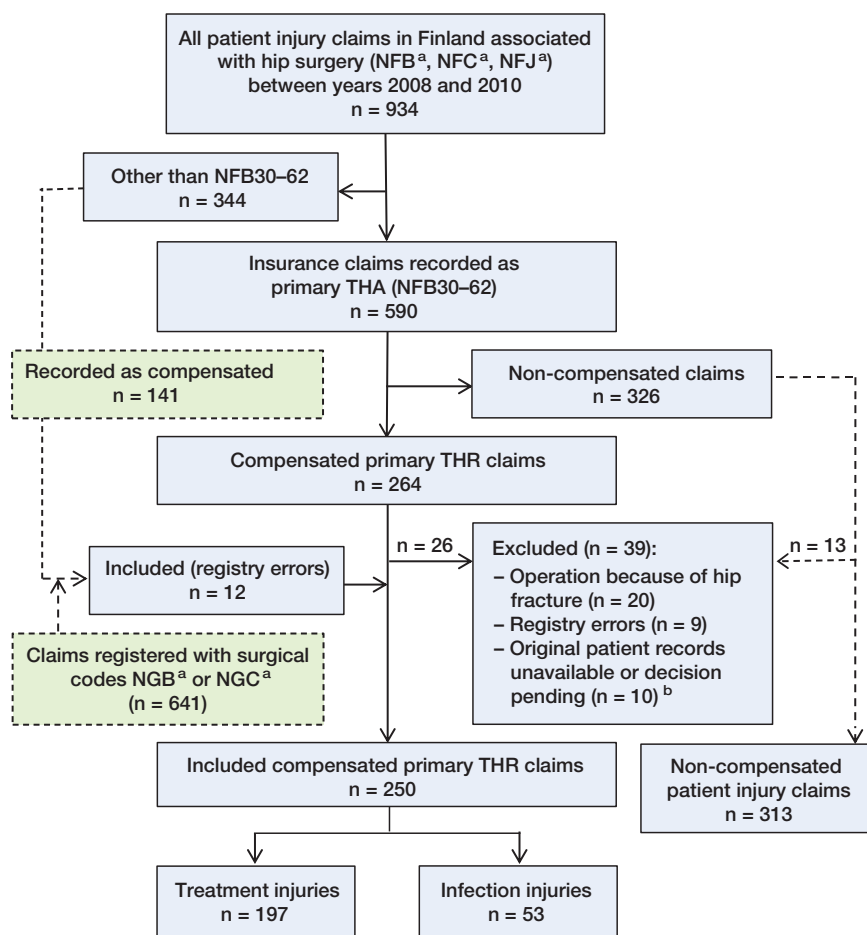 All patient injury claims in Finland associated
with hip surgery (NFBᵃ, NFCᵃ, NFJᵃ)
between years 2008 and 2010
n = 934
Other than NFB30–62
n = 344
Insurance claims recorded as
primary THA (NFB30–62)
n = 590
Recorded as compensated
n = 141
Non-compensated claims
n = 326
Compensated primary THR claims
n = 264
n = 26
n = 13
Included (registry errors)
n = 12
Excluded (n = 39):
– Operation because of hip
fracture (n = 20)
– Registry errors (n = 9)
– Original patient records
unavailable or decision
pending (n = 10) ᵇ
Claims registered with surgical
codes NGBᵃ or NGCᵃ
(n = 641)
Included compensated primary THR claims
n = 250
Non-compensated
patient injury claims
n = 313
Treatment injuries
n = 197
Infection injuries
n = 53